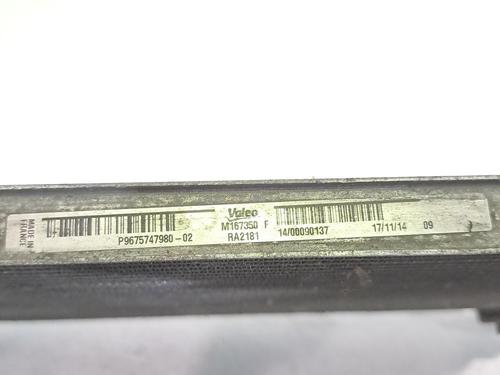 MADE IN
FRANCE
P9675747980-02
Valeo
M167350 F
RA2181
14/00090137
17/11/14 09